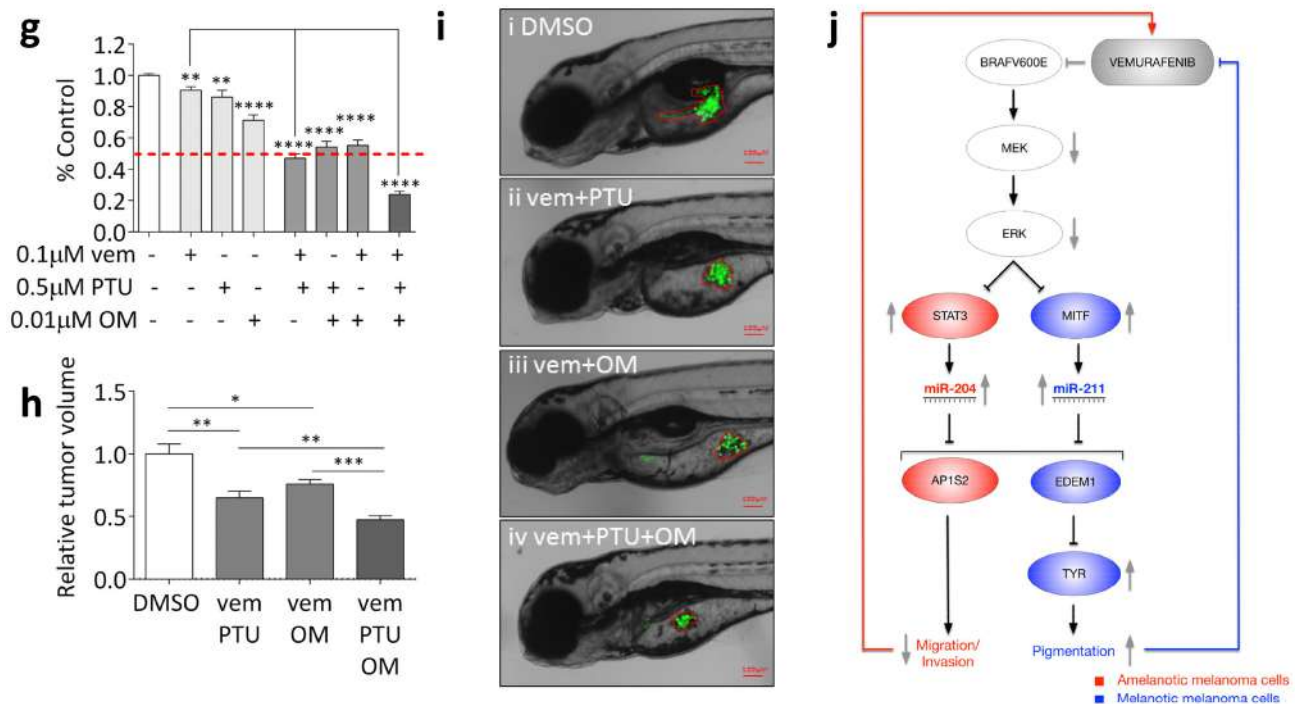 g
% Control
1.2
1.0
0.8
0.6
0.4
0.2
0.0
** ** **** **** **** **** ****
0.1μM vem - + - - + - + +
0.5μM PTU - - + - + + - +
0.01μM OM - - - + - + + +
h
Relative tumor volume
1.5
1.0
0.5
0.0
*
** **
***
DMSO vem vem vem
PTU OM PTU
OM
i
i DMSO
ii vem+PTU
iii vem+OM
iv vem+PTU+OM
j
BRAFV600E VEMURAFENIB
MEK
ERK
STAT3 MITF
miR-204 miR-211
AP1S2 EDEM1
TYR
Migration/ Pigmentation
Invasion
Amelanotic melanoma cells
Melanotic melanoma cells